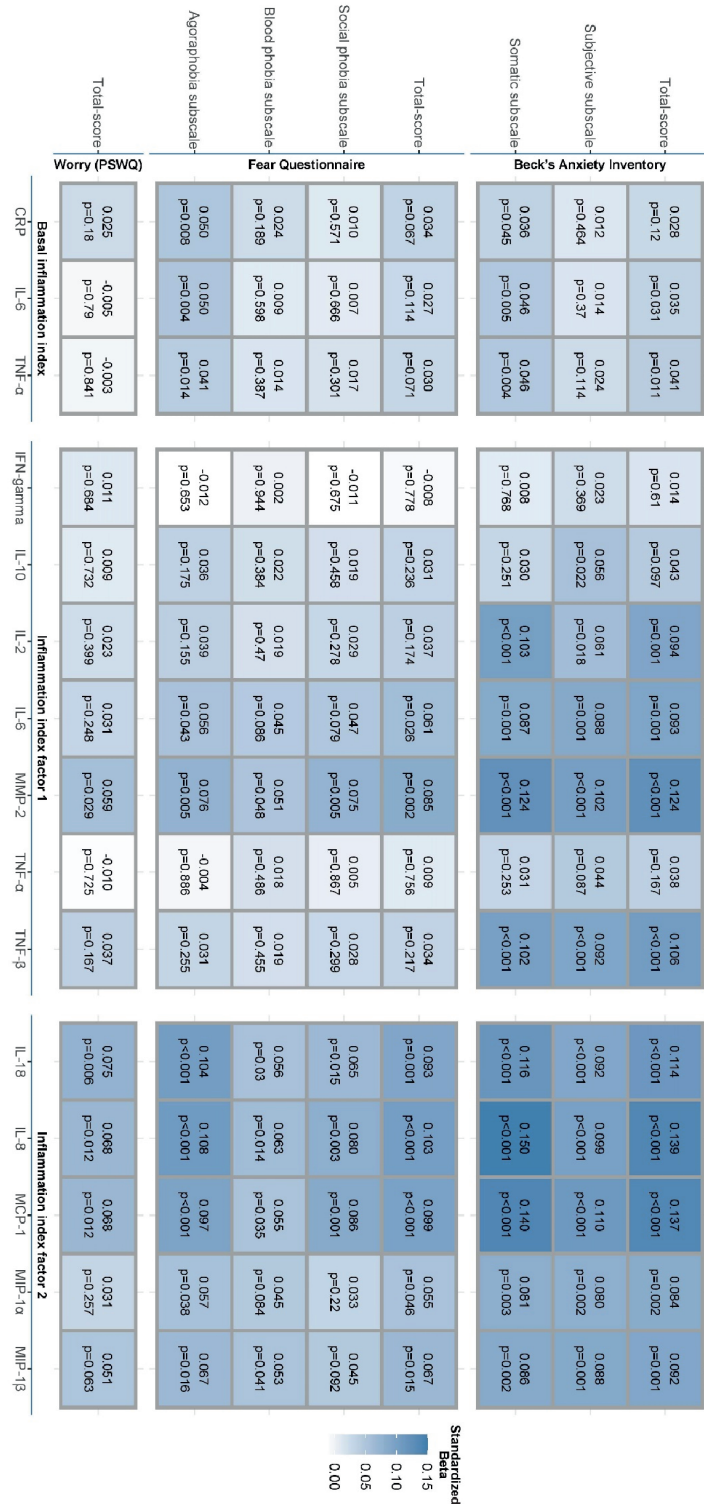 Beck's Anxiety Inventory
Total-score
0.028 0.035 0.041 0.014 0.043 0.094 0.093 0.124 0.038 0.106 0.114 0.139 0.137 0.084 0.092
p=0.12 p=0.031 p=0.011 p=0.61 p=0.097 p=0.001 p=0.001 p<0.001 p=0.167 p<0.001 p<0.001 p<0.001 p<0.001 p=0.002 p=0.001
Subjective subscale
0.012 0.014 0.024 0.023 0.056 0.061 0.088 0.102 0.044 0.092 0.092 0.099 0.110 0.080 0.088
p=0.464 p=0.37 p=0.114 p=0.369 p=0.022 p=0.018 p=0.001 p<0.001 p=0.087 p<0.001 p<0.001 p<0.001 p<0.001 p=0.002 p=0.001
Somatic subscale
0.036 0.046 0.046 0.008 0.030 0.103 0.087 0.124 0.031 0.102 0.116 0.150 0.140 0.081 0.086
p=0.045 p=0.005 p=0.004 p=0.768 p=0.251 p<0.001 p=0.001 p<0.001 p=0.253 p<0.001 p<0.001 p<0.001 p<0.001 p=0.003 p=0.002
Fear Questionnaire
Total-score
0.034 0.027 0.030 -0.008 0.031 0.037 0.061 0.085 0.009 0.034 0.093 0.103 0.099 0.055 0.067
p=0.067 p=0.114 p=0.071 p=0.778 p=0.236 p=0.174 p=0.026 p=0.002 p=0.756 p=0.217 p=0.001 p<0.001 p<0.001 p=0.046 p=0.015
Social phobia subscale
0.010 0.007 0.017 -0.011 0.019 0.029 0.047 0.075 0.005 0.028 0.065 0.080 0.086 0.033 0.045
p=0.571 p=0.666 p=0.301 p=0.675 p=0.458 p=0.278 p=0.079 p=0.005 p=0.867 p=0.299 p=0.015 p=0.003 p=0.001 p=0.22 p=0.092
Blood phobia subscale
0.024 0.009 0.014 0.002 0.022 0.019 0.045 0.051 0.018 0.019 0.056 0.063 0.055 0.045 0.053
p=0.189 p=0.598 p=0.387 p=0.944 p=0.384 p=0.47 p=0.086 p=0.048 p=0.486 p=0.455 p=0.03 p=0.014 p=0.035 p=0.084 p=0.041
Agoraphobia subscale
0.050 0.050 0.041 -0.012 0.036 0.039 0.056 0.076 -0.004 0.031 0.104 0.108 0.097 0.057 0.067
p=0.008 p=0.004 p=0.014 p=0.653 p=0.175 p=0.155 p=0.043 p=0.005 p=0.886 p=0.255 p<0.001 p<0.001 p<0.001 p=0.038 p=0.016
Worry (PSWQ)
Total-score
0.025 -0.005 -0.003 0.011 0.009 0.023 0.031 0.059 -0.010 0.037 0.075 0.068 0.068 0.031 0.051
p=0.18 p=0.79 p=0.841 p=0.684 p=0.732 p=0.399 p=0.248 p=0.029 p=0.725 p=0.167 p=0.006 p=0.012 p=0.012 p=0.257 p=0.063
Basal inflammation index Inflammation index factor 1 Inflammation index factor 2
CRP IL-6 TNF-α IFN-gamma IL-10 IL-2 IL-6 MMP-2 TNF-α TNF-β IL-18 IL-8 MCP-1 MIP-1α MIP-1β
Standardized
Beta
0.15
0.10
0.05
0.00